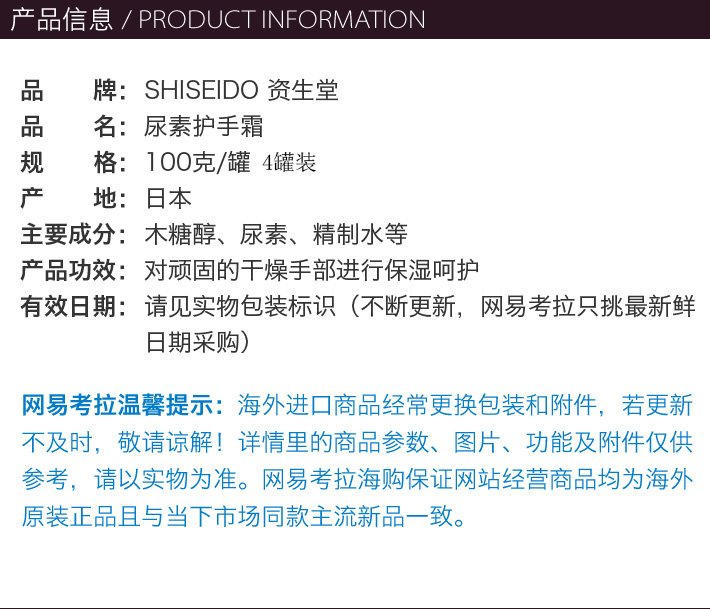 产品信息 / PRODUCT INFORMATION
品 牌：SHISEIDO 资生堂
品 名：尿素护手霜
规 格：100克/罐 4罐装
产 地：日本
主要成分：木糖醇、尿素、精制水等
产品功效：对顽固的干燥手部进行保湿呵护
有效日期：请见实物包装标识（不断更新，网易考拉只挑最新鲜
日期采购）
网易考拉温馨提示：海外进口商品经常更换包装和附件，若更新
不及时，敬请谅解！详情里的商品参数、图片、功能及附件仅供
参考，请以实物为准。网易考拉海购保证网站经营商品均为海外
原装正品且与当下市场同款主流新品一致。